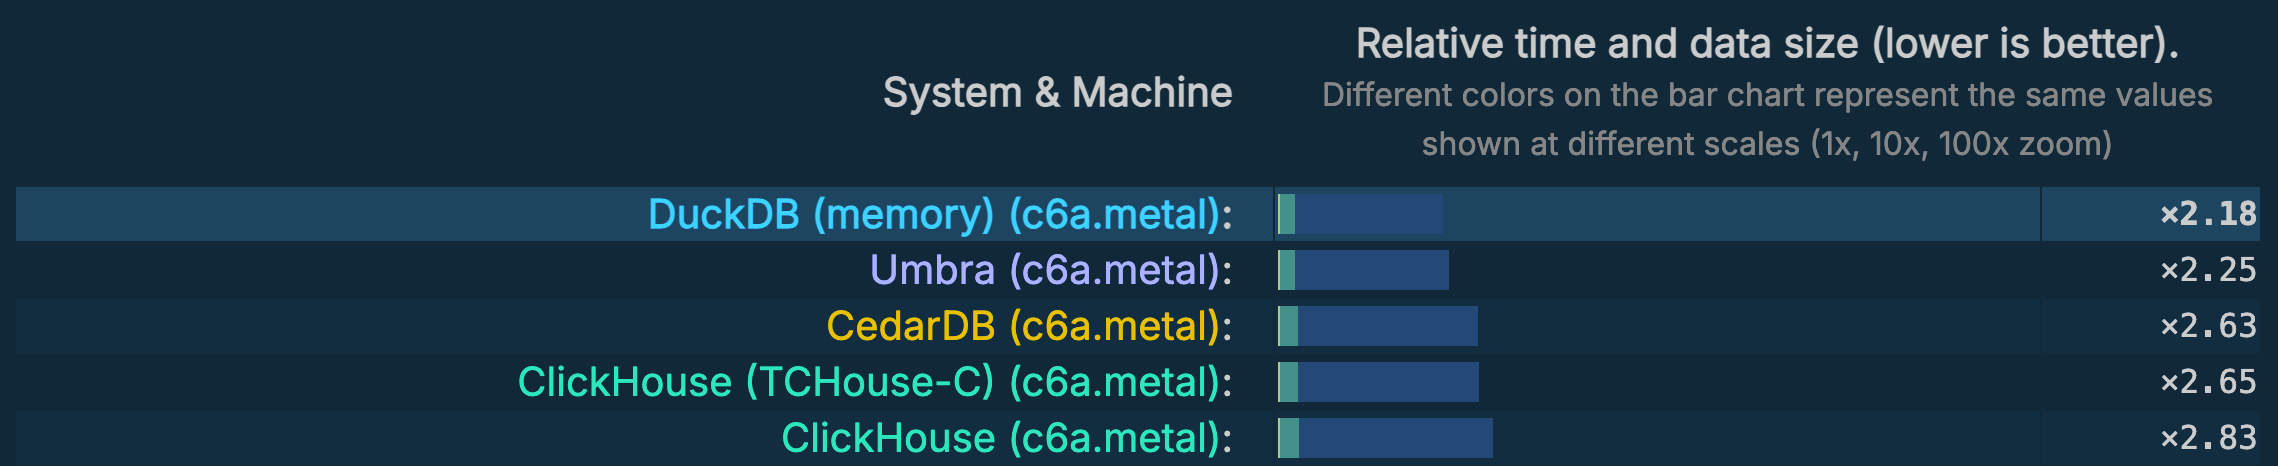 Relative time and data size (lower is better).
System & Machine
Different colors on the bar chart represent the same values
shown at different scales (1x, 10x, 100x zoom)
DuckDB (memory) (c6a.metal): ×2.18
Umbra (c6a.metal): ×2.25
CedarDB (c6a.metal): ×2.63
ClickHouse (TCHouse-C) (c6a.metal): ×2.65
ClickHouse (c6a.metal): ×2.83